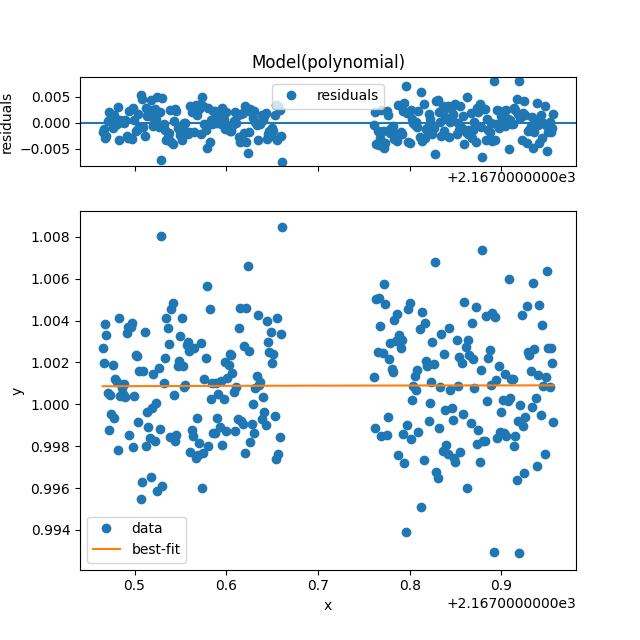 Model(polynomial)
residuals
0.005
0.000
−0.005
residuals
+2.1670000000e3
y
1.008
1.006
1.004
1.002
1.000
0.998
0.996
0.994
data
best-fit
0.5 0.6 0.7 0.8 0.9
x
+2.1670000000e3